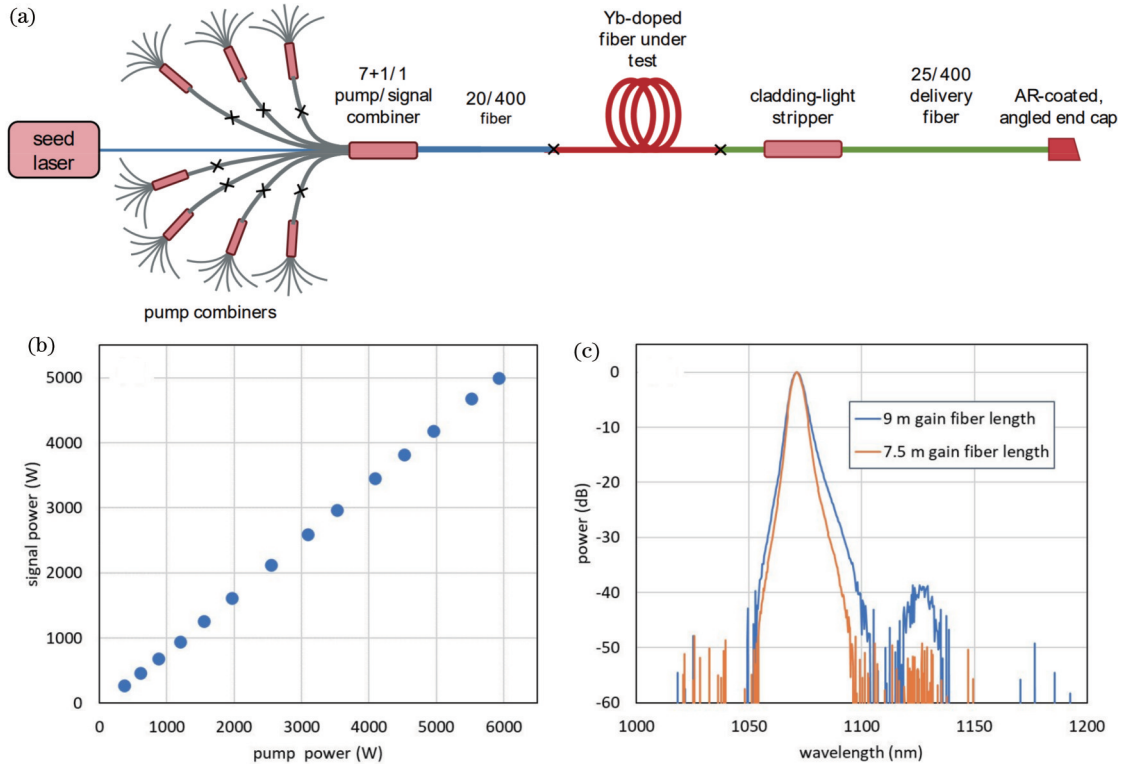 (a)
Yb-doped
fiber under
test
7+1/1
pump/signal
combiner
20/400
fiber
cladding-light
stripper
25/400
delivery
fiber
AR-coated,
angled end cap
seed
laser
pump combiners
(b)
5000
4000
3000
2000
1000
0
signal power (W)
0 1000 2000 3000 4000 5000 6000
pump power (W)
(c)
0
-10
-20
-30
-40
-50
-60
power (dB)
9 m gain fiber length
7.5 m gain fiber length
1000 1050 1100 1150 1200
wavelength (nm)